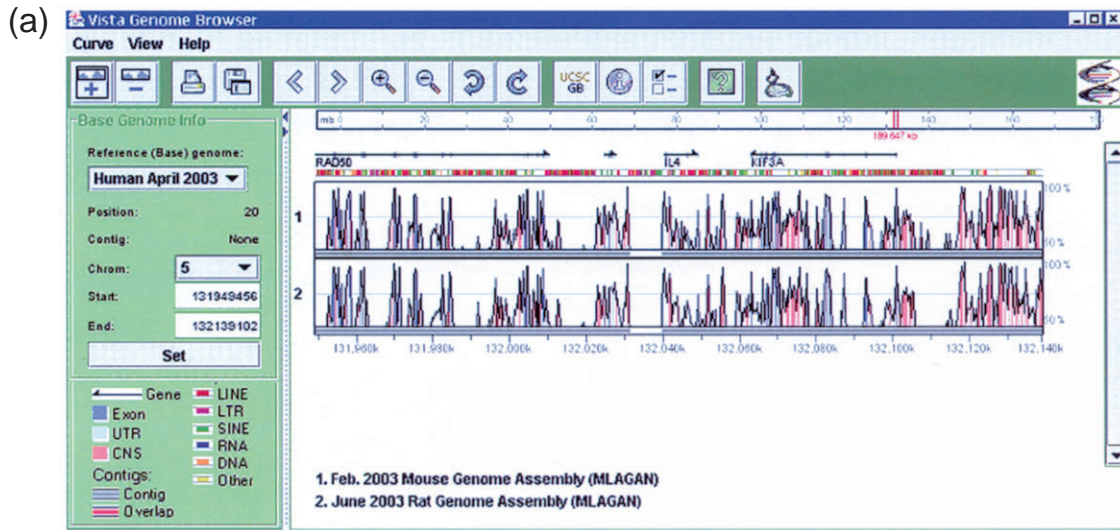 (a)
Vista Genome Browser
Curve View Help
UCSC
GB
Base Genome Info
Reference (Base) genome:
Human April 2003
Position: 20
Contig: None
Chrom: 5
Start: 131949456
End: 132139102
Set
Gene
Exon
UTR
CNS
Contigs:
Contig
Overlap
LINE
LTR
SINE
RNA
DNA
Other
mb 0 20 40 60 80 100 120 140 160
189.647 kp
RAD50 IL4 KIF3A
1
100%
50%
2
100%
50%
131,960k 131,980k 132,000k 132,020k 132,040k 132,060k 132,080k 132,100k 132,120k 132,140k
1. Feb. 2003 Mouse Genome Assembly (MLAGAN)
2. June 2003 Rat Genome Assembly (MLAGAN)